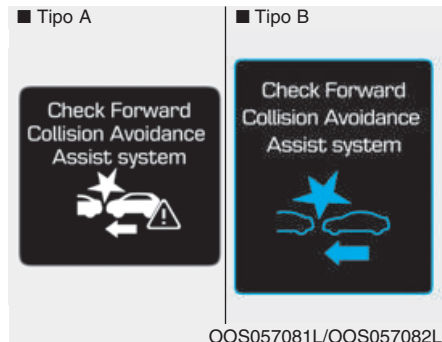 ■ Tipo A
■ Tipo B
Check Forward
Collision Avoidance
Assist system
Check Forward
Collision Avoidance
Assist system
OOS057081L/OOS057082L